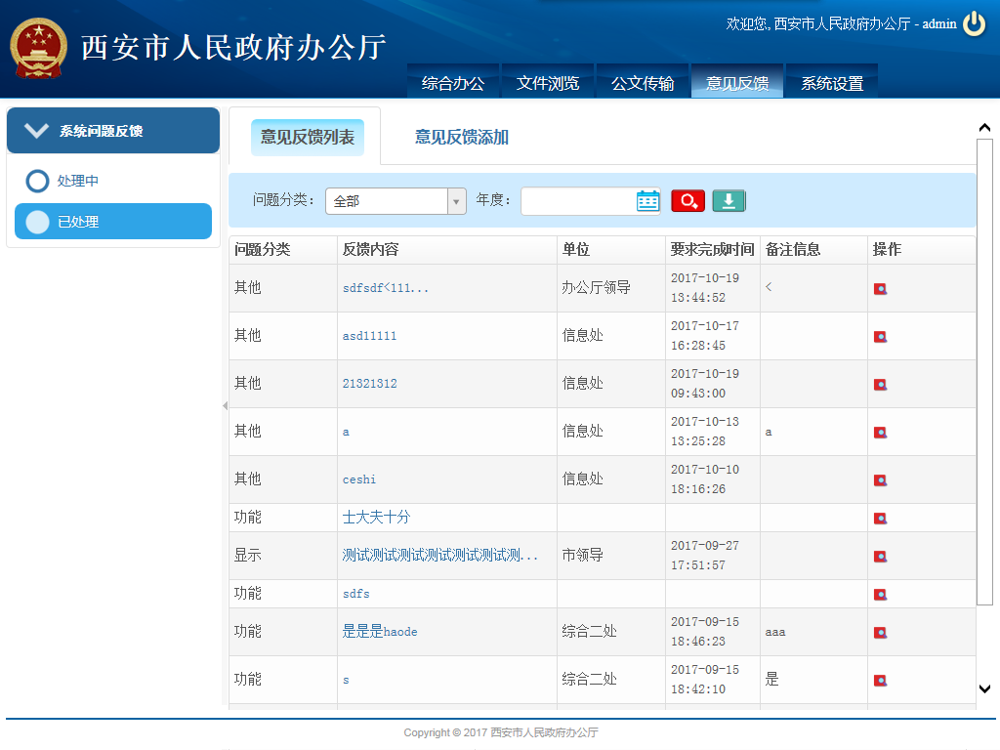 欢迎您, 西安市人民政府办公厅 - admin
西安市人民政府办公厅
综合办公 文件浏览 公文传输 意见反馈 系统设置
系统问题反馈
处理中
已处理
意见反馈列表 意见反馈添加
问题分类： 全部 年度：
问题分类 反馈内容 单位 要求完成时间 备注信息 操作
其他 sdfsdf<111... 办公厅领导 2017-10-19 <
13:44:52
其他 asd11111 信息处 2017-10-17
16:28:45
其他 21321312 信息处 2017-10-19
09:43:00
其他 a 信息处 2017-10-13 a
13:25:28
其他 ceshi 信息处 2017-10-10
18:16:26
功能 士大夫十分
显示 测试测试测试测试测试测试测... 市领导 2017-09-27
17:51:57
功能 sdfs
功能 是是是haode 综合二处 2017-09-15 aaa
18:46:23
功能 s 综合二处 2017-09-15 是
18:42:10
Copyright © 2017 西安市人民政府办公厅